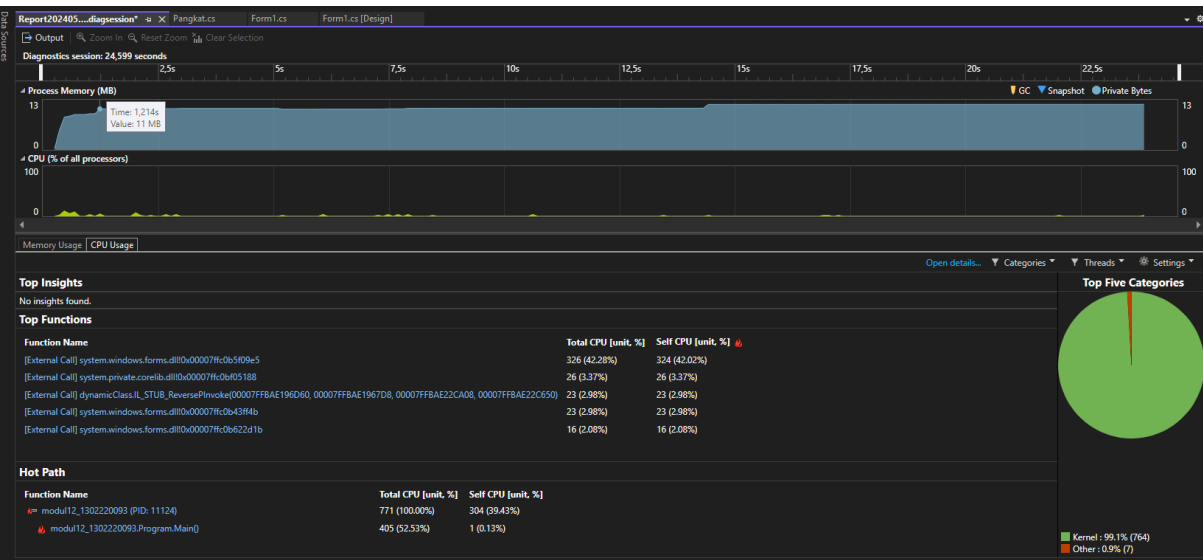 Data Sources
Report202405....diagsession* Pangkat.cs Form1.cs Form1.cs [Design]
Output Zoom In Reset Zoom Clear Selection
Diagnostics session: 24,599 seconds
2,5s 5s 7,5s 10s 12,5s 15s 17,5s 20s 22,5s
Process Memory (MB) GC Snapshot Private Bytes
13 13
Time: 1,214s
Value: 11 MB
0 0
CPU (% of all processors)
100 100
0 0
Memory Usage CPU Usage
Open details... Categories Threads Settings
Top Insights
No insights found.
Top Functions
Function Name Total CPU [unit, %] Self CPU [unit, %]
[External Call] system.windows.forms.dll!0x00007ffc0b5f09e5 326 (42.28%) 324 (42.02%)
[External Call] system.private.corelib.dll!0x00007ffc0bf05188 26 (3.37%) 26 (3.37%)
[External Call] dynamicClass.IL_STUB_ReversePInvoke(00007FFBAE196D60, 00007FFBAE1967D8, 00007FFBAE22CA08, 00007FFBAE22C650) 23 (2.98%) 23 (2.98%)
[External Call] system.windows.forms.dll!0x00007ffc0b43ff4b 23 (2.98%) 23 (2.98%)
[External Call] system.windows.forms.dll!0x00007ffc0b622d1b 16 (2.08%) 16 (2.08%)
Hot Path
Function Name Total CPU [unit, %] Self CPU [unit, %]
modul12_1302220093 (PID: 11124) 771 (100.00%) 304 (39.43%)
modul12_1302220093.Program.Main() 405 (52.53%) 1 (0.13%)
Top Five Categories
Kernel : 99.1% (764)
Other : 0.9% (7)